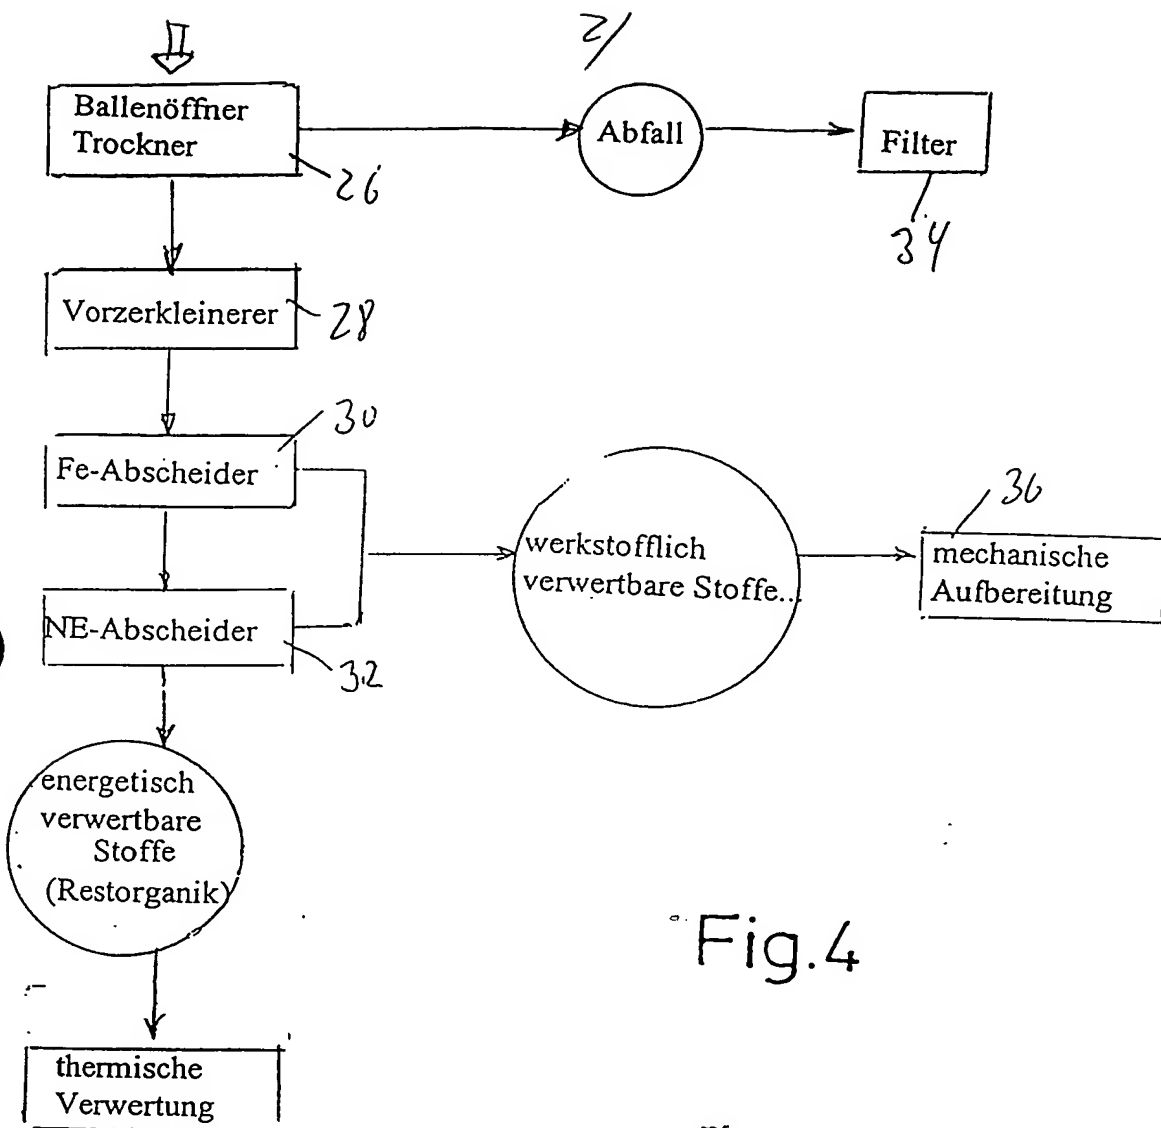 21
Ballenöffner
Trockner
26
Abfall
Filter
34
Vorzerkleinerer
28
30
Fe-Abscheider
werkstofflich
verwertbare Stoffe...
36
mechanische
Aufbereitung
NE-Abscheider
32
energetisch
verwertbare
Stoffe
(Restorganik)
Fig.4
thermische
Verwertung